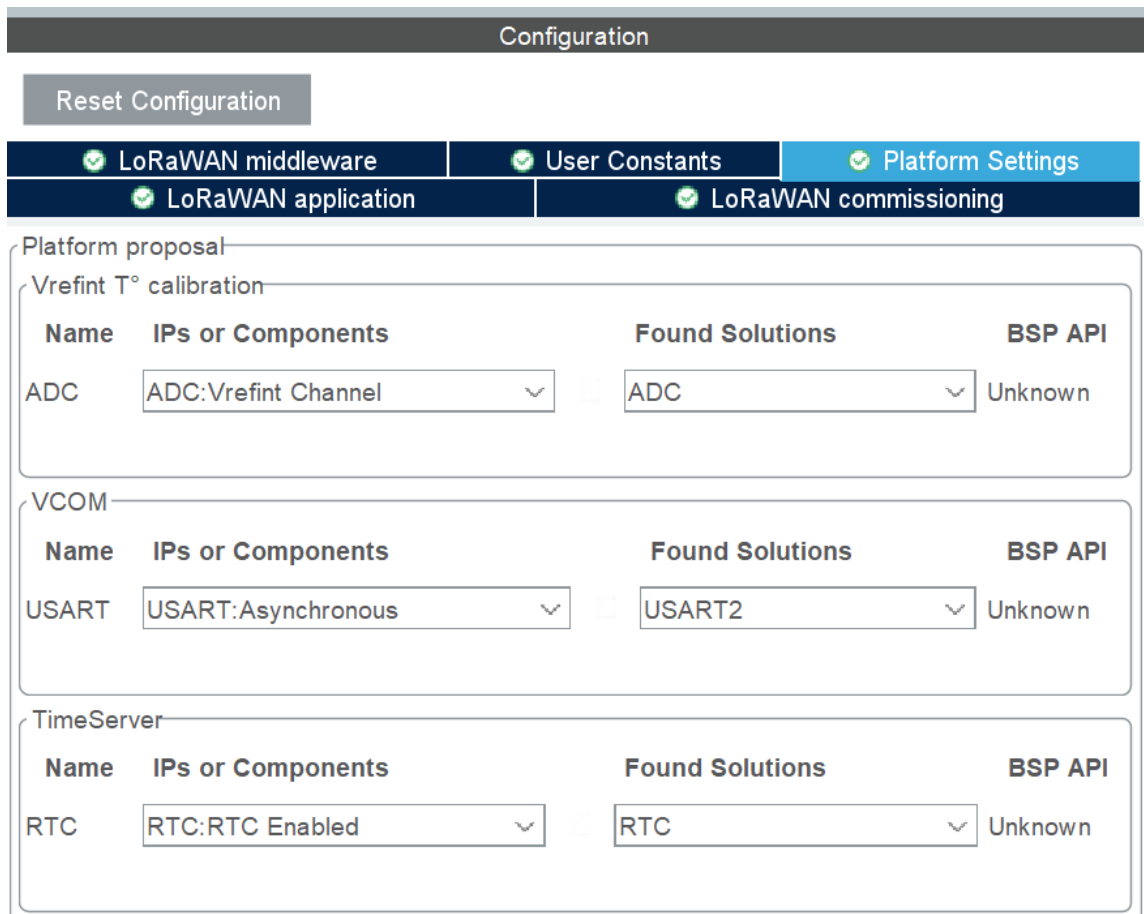 Configuration
Reset Configuration
LoRaWAN middleware User Constants Platform Settings
LoRaWAN application LoRaWAN commissioning
Platform proposal
Vrefint T° calibration
Name IPs or Components Found Solutions BSP API
ADC ADC:Vrefint Channel ADC Unknown
VCOM
Name IPs or Components Found Solutions BSP API
USART USART:Asynchronous USART2 Unknown
TimeServer
Name IPs or Components Found Solutions BSP API
RTC RTC:RTC Enabled RTC Unknown